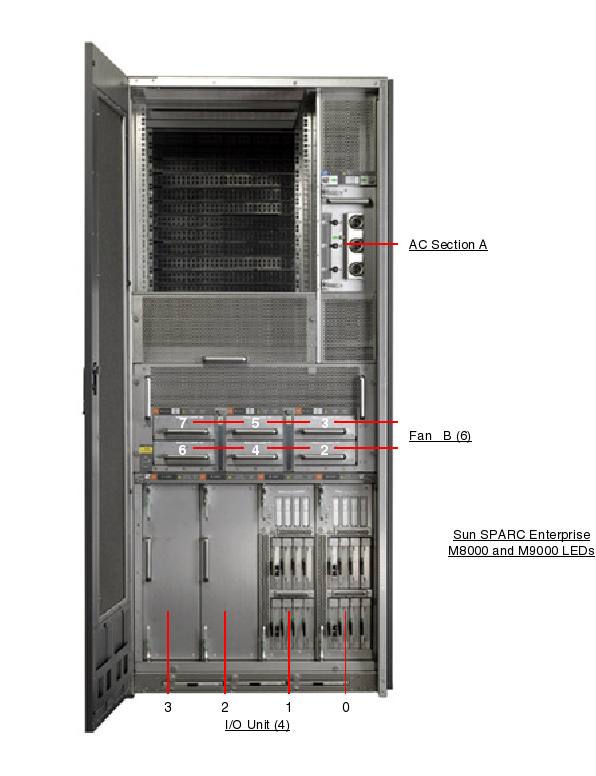 AC Section A
7 5 3
Fan B (6)
6 4 2
Sun SPARC Enterprise
M8000 and M9000 LEDs
3 2 1 0
I/O Unit (4)